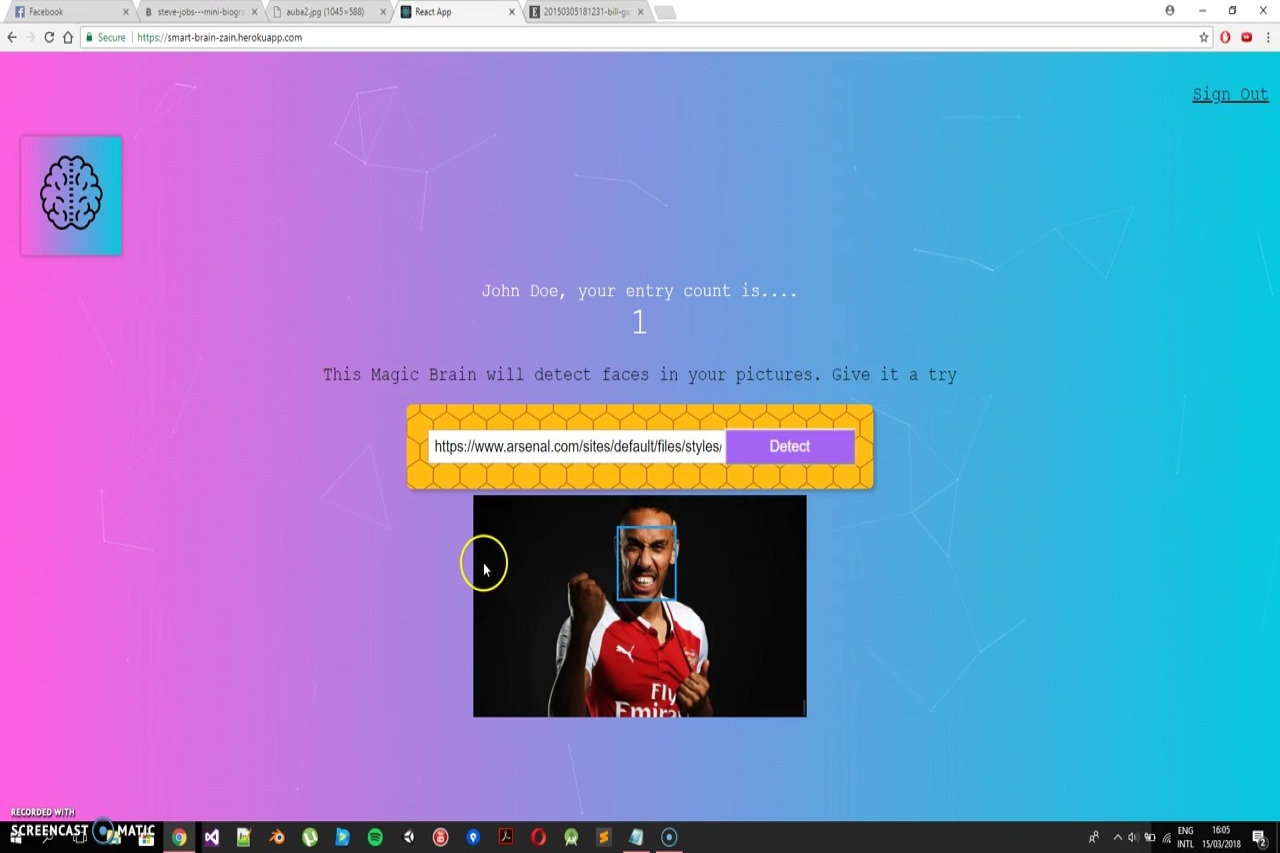 Facebook
steve-jobs---mini-biogra
auba2.jpg (1045×588)
React App
20150305181231-bill-ga
Secure
https://smart-brain-zain.herokuapp.com
Sign Out
John Doe, your entry count is....
1
This Magic Brain will detect faces in your pictures. Give it a try
https://www.arsenal.com/sites/default/files/styles/
Detect
Fly
Emirates
RECORDED WITH
SCREENCAST MATIC
ENG
INTL
16:05
15/03/2018
2